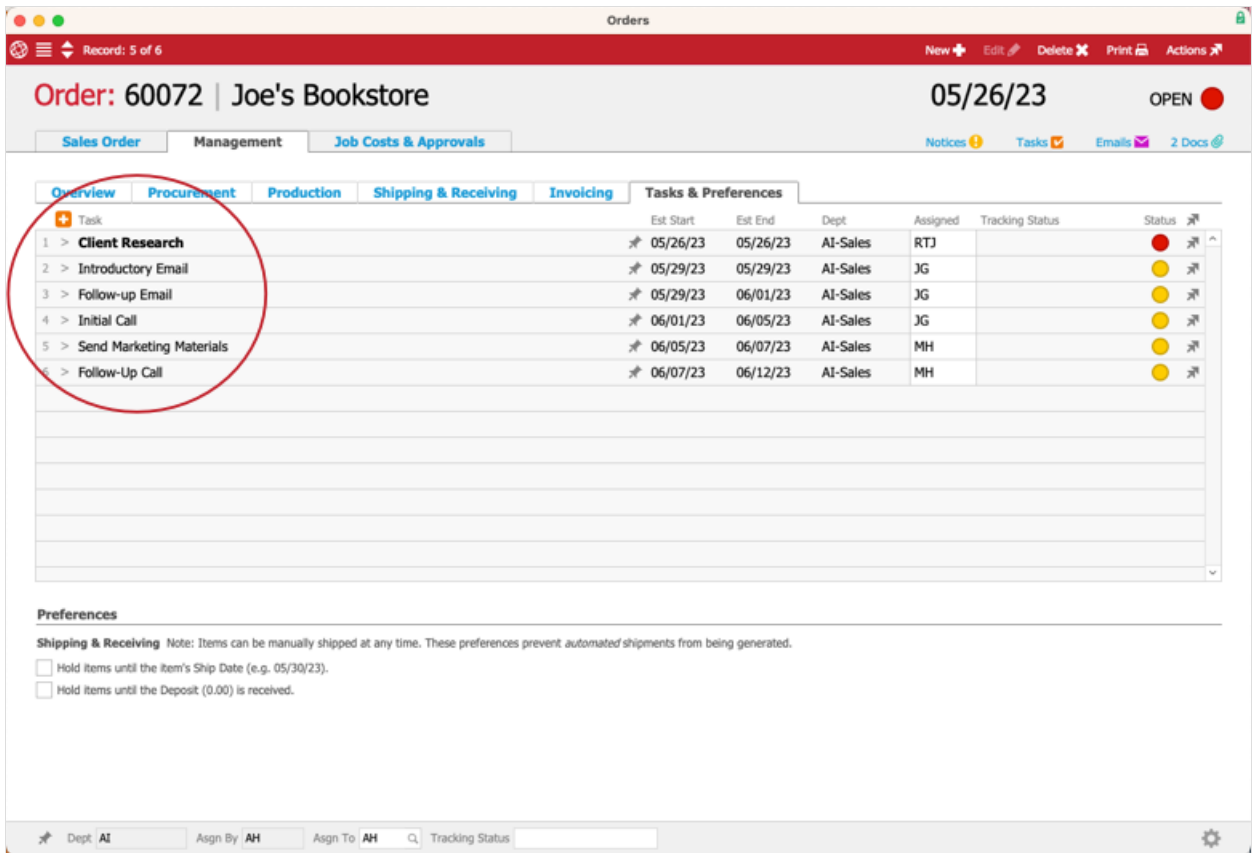 Orders
Record: 5 of 6 New Edit Delete Print Actions
Order: 60072 | Joe's Bookstore 05/26/23 OPEN
Sales Order Management Job Costs & Approvals Notices Tasks Emails 2 Docs
Overview Procurement Production Shipping & Receiving Invoicing Tasks & Preferences
Task Est Start Est End Dept Assigned Tracking Status Status
1 > Client Research 05/26/23 05/26/23 AI-Sales RTJ
2 > Introductory Email 05/29/23 05/29/23 AI-Sales JG
3 > Follow-up Email 05/29/23 06/01/23 AI-Sales JG
4 > Initial Call 06/01/23 06/05/23 AI-Sales JG
5 > Send Marketing Materials 06/05/23 06/07/23 AI-Sales MH
6 > Follow-Up Call 06/07/23 06/12/23 AI-Sales MH
Preferences
Shipping & Receiving Note: Items can be manually shipped at any time. These preferences prevent automated shipments from being generated.
Hold items until the item's Ship Date (e.g. 05/30/23).
Hold items until the Deposit (0.00) is received.
Dept AI Asgn By AH Asgn To AH Tracking Status